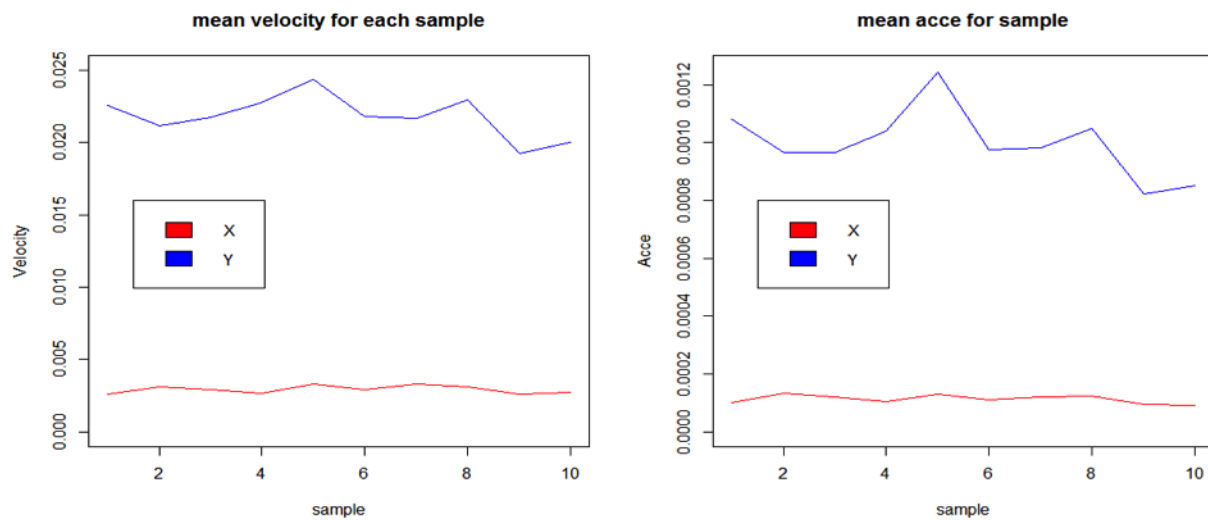 mean velocity for each sample
Velocity
0.000 0.005 0.010 0.015 0.020 0.025
X
Y
2 4 6 8 10
sample
mean acce for sample
Acce
0.0000 0.0002 0.0004 0.0006 0.0008 0.0010 0.0012
X
Y
2 4 6 8 10
sample